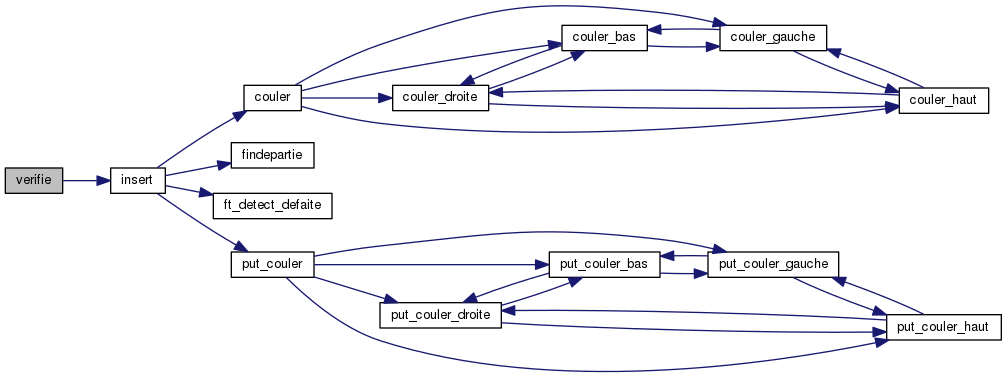 couler_bas
couler_gauche
couler
couler_droite
couler_haut
findepartie
verifie
insert
ft_detect_defaite
put_couler
put_couler_bas
put_couler_gauche
put_couler_droite
put_couler_haut